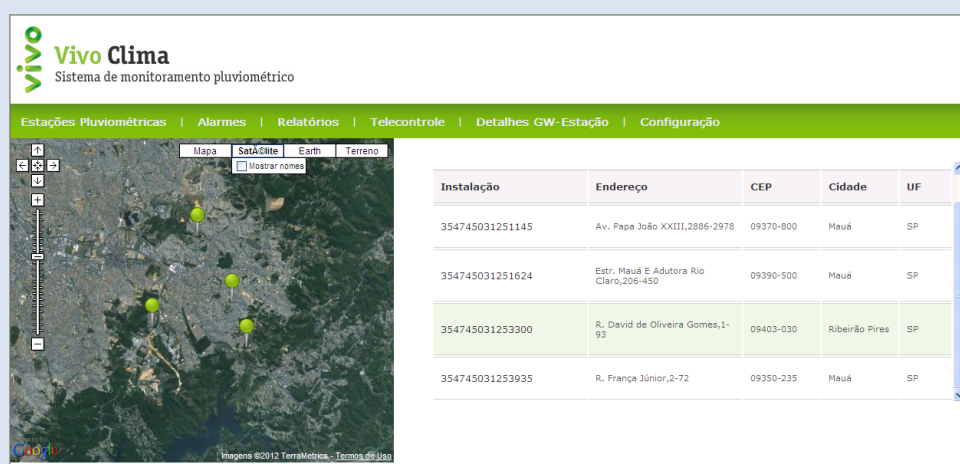 vivo
Vivo Clima
Sistema de monitoramento pluviométrico
Estações Pluviométricas | Alarmes | Relatórios | Telecontrole | Detalhes GW-Estação | Configuração
Mapa SatÃ©lite Earth Terreno
Mostrar nomes
Instalação Endereço CEP Cidade UF
354745031251145 Av. Papa João XXIII,2886-2978 09370-800 Mauá SP
354745031251624 Estr. Mauá E Adutora Rio Claro,206-450 09390-500 Mauá SP
354745031253300 R. David de Oliveira Gomes,1-93 09403-030 Ribeirão Pires SP
354745031253935 R. França Júnior,2-72 09350-235 Mauá SP
Google
Imagens ©2012 TerraMetrics - Termos de Uso